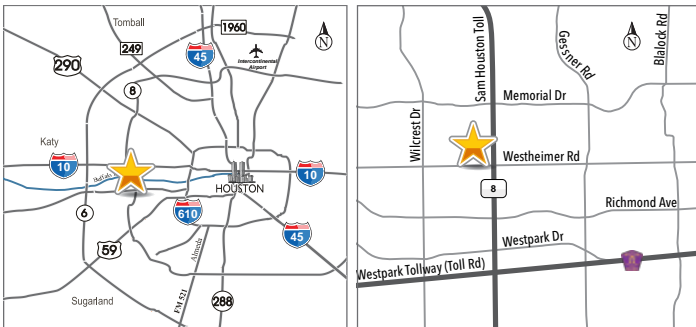 Tomball
1960
249
N
45
Intercontinental
Airport
290
8
Katy
10
Buffalo
HOUSTON
10
610
6
45
59
Almeda
Sugarland
FM 521
288
Sam Houston Toll
Gessner Rd
Blalock Rd
N
Wilcrest Dr
Memorial Dr
Westheimer Rd
8
Richmond Ave
Westpark Dr
Westpark Tollway (Toll Rd)